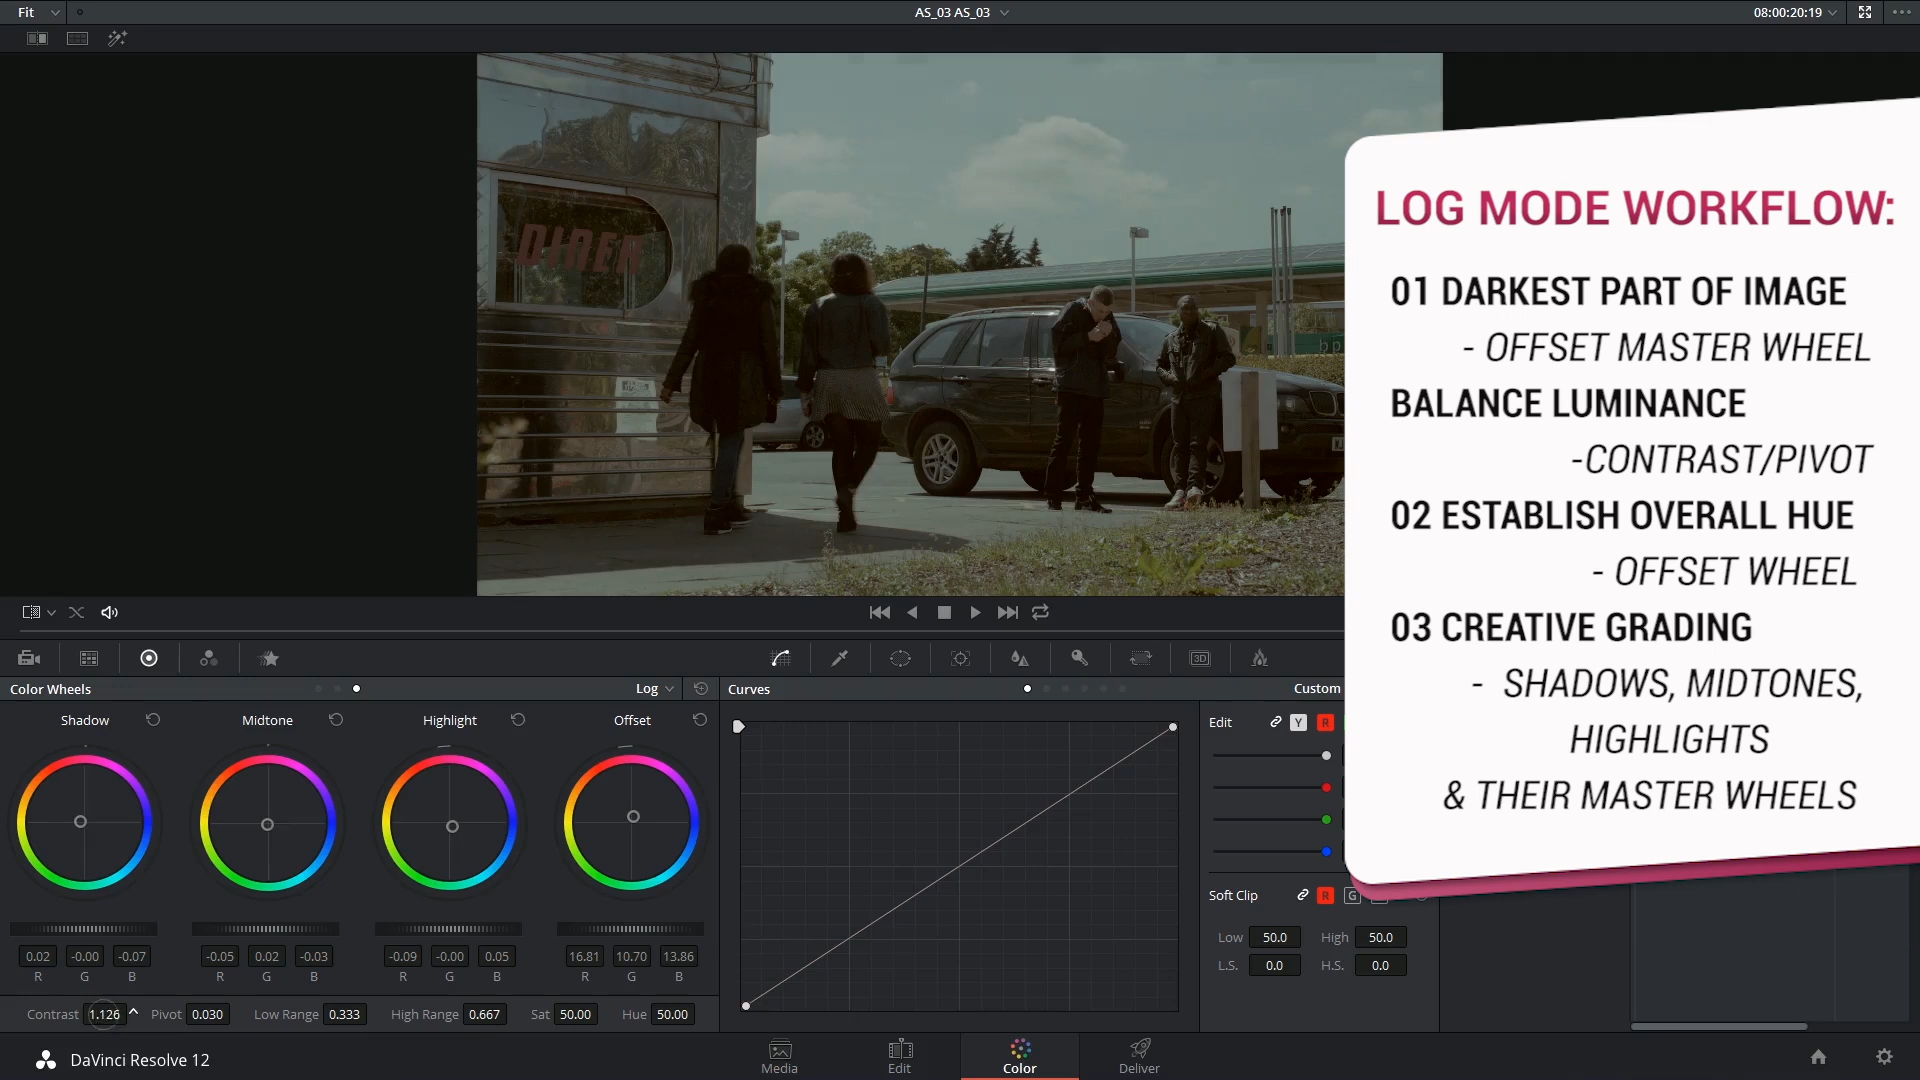 Fit
AS_03 AS_03
08:00:20:19
DINER
bp
LOG MODE WORKFLOW:
01 DARKEST PART OF IMAGE
- OFFSET MASTER WHEEL
BALANCE LUMINANCE
-CONTRAST/PIVOT
02 ESTABLISH OVERALL HUE
- OFFSET WHEEL
03 CREATIVE GRADING
- SHADOWS, MIDTONES,
HIGHLIGHTS
& THEIR MASTER WHEELS
3D
Color Wheels
Log
Curves
Custom
Shadow
Midtone
Highlight
Offset
Edit
Y
R
0.02 -0.00 -0.07
R G B
-0.05 0.02 -0.03
R G B
-0.09 -0.00 0.05
R G B
16.81 10.70 13.86
R G B
Soft Clip
R
G
Low 50.0 High 50.0
L.S. 0.0 H.S. 0.0
Contrast 1.126 Pivot 0.030 Low Range 0.333 High Range 0.667 Sat 50.00 Hue 50.00
DaVinci Resolve 12
Media
Edit
Color
Deliver